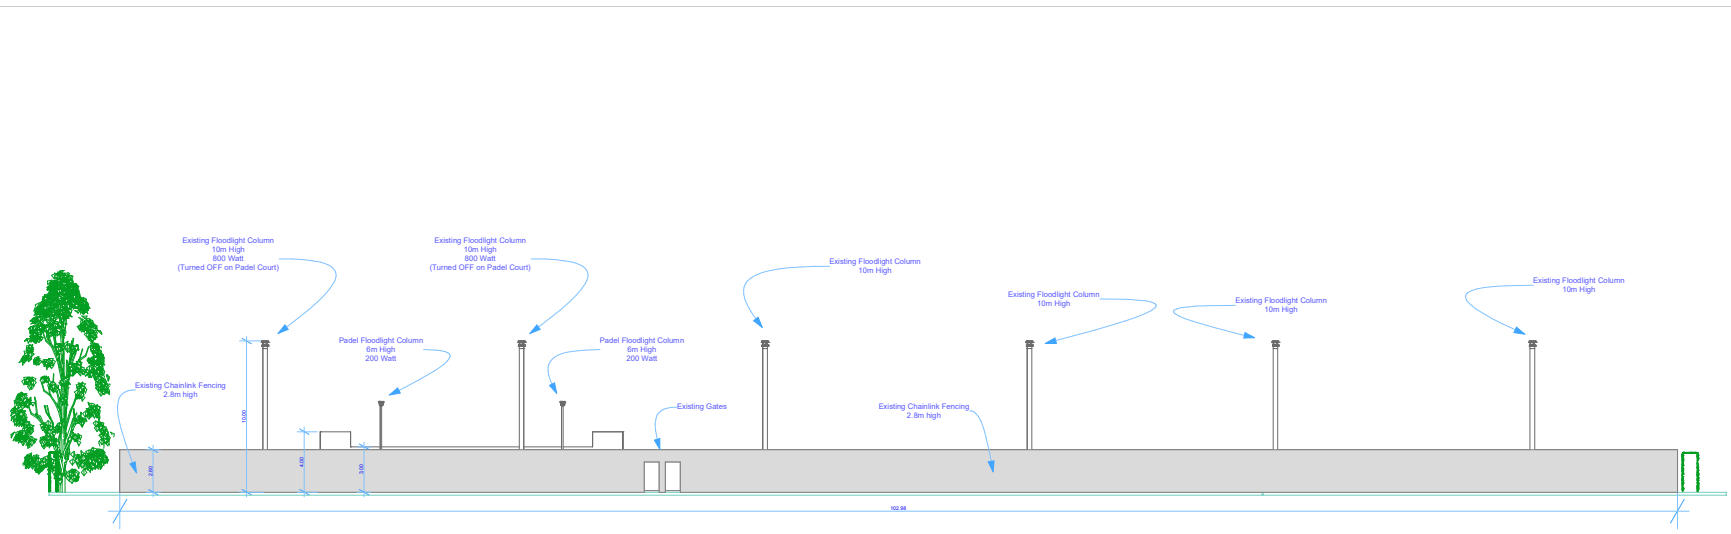 Existing Floodlight Column
10m High
800 Watt
(Turned OFF on Padel Court)
Existing Floodlight Column
10m High
800 Watt
(Turned OFF on Padel Court)
Existing Floodlight Column
10m High
Existing Floodlight Column
10m High
Existing Floodlight Column
10m High
Existing Floodlight Column
10m High
Padel Floodlight Column
6m High
200 Watt
Padel Floodlight Column
6m High
200 Watt
Existing Chainlink Fencing
2.8m high
Existing Gates
Existing Chainlink Fencing
2.8m high
10.00
4.00
3.00
102.98